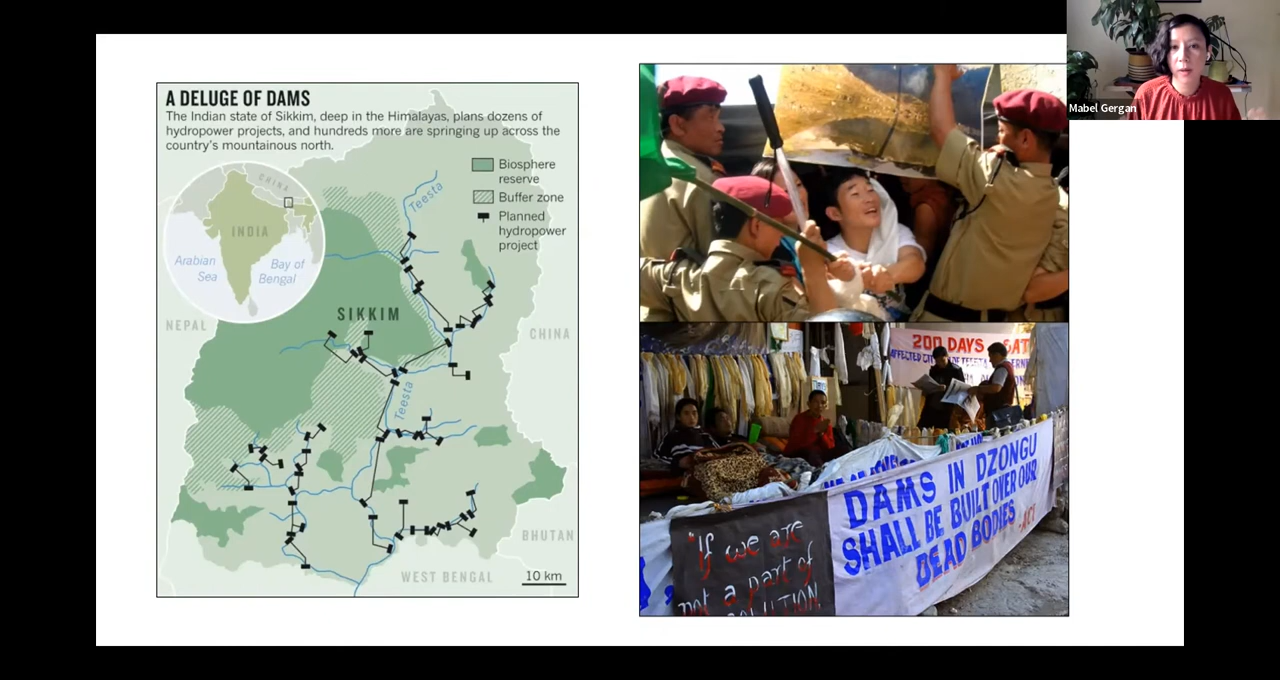 A DELUGE OF DAMS
The Indian state of Sikkim, deep in the Himalayas, plans dozens of
hydropower projects, and hundreds more are springing up across the
country's mountainous north.
Biosphere
reserve
Buffer zone
Planned
hydropower
project
CHINA
INDIA
Arabian
Sea
Bay of
Bengal
Teesta
SIKKIM
NEPAL
CHINA
Teesta
BHUTAN
WEST BENGAL
10 km
Mabel Gergan
200 DAYS SAT
AFFECTED
DAMS IN DZONGU
SHALL BE BUILT OVER OUR
DEAD BODIES
-ACT
"If we are
not a part of